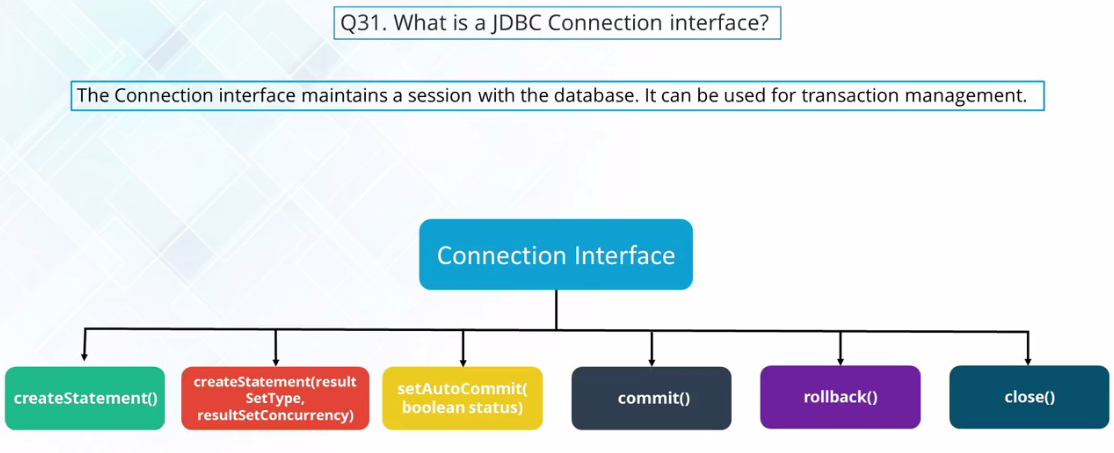 Q31. What is a JDBC Connection interface?
The Connection interface maintains a session with the database. It can be used for transaction management.
Connection Interface
createStatement()
createStatement(result
SetType,
resultSetConcurrency)
setAutoCommit(
boolean status)
commit()
rollback()
close()